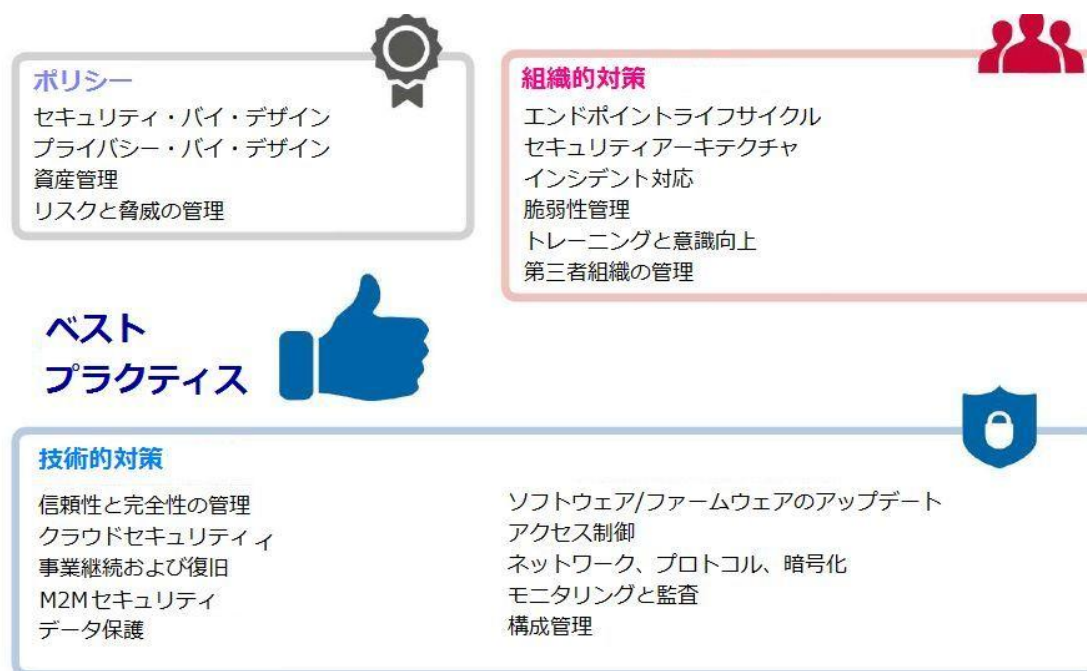 ポリシー
セキュリティ・バイ・デザイン
プライバシー・バイ・デザイン
資産管理
リスクと脅威の管理
組織的対策
エンドポイントライフサイクル
セキュリティアーキテクチャ
インシデント対応
脆弱性管理
トレーニングと意識向上
第三者組織の管理
ベスト
プラクティス
技術的対策
信頼性と完全性の管理
クラウドセキュリティィ
事業継続および復旧
M2Mセキュリティ
データ保護
ソフトウェア/ファームウェアのアップデート
アクセス制御
ネットワーク、プロトコル、暗号化
モニタリングと監査
構成管理